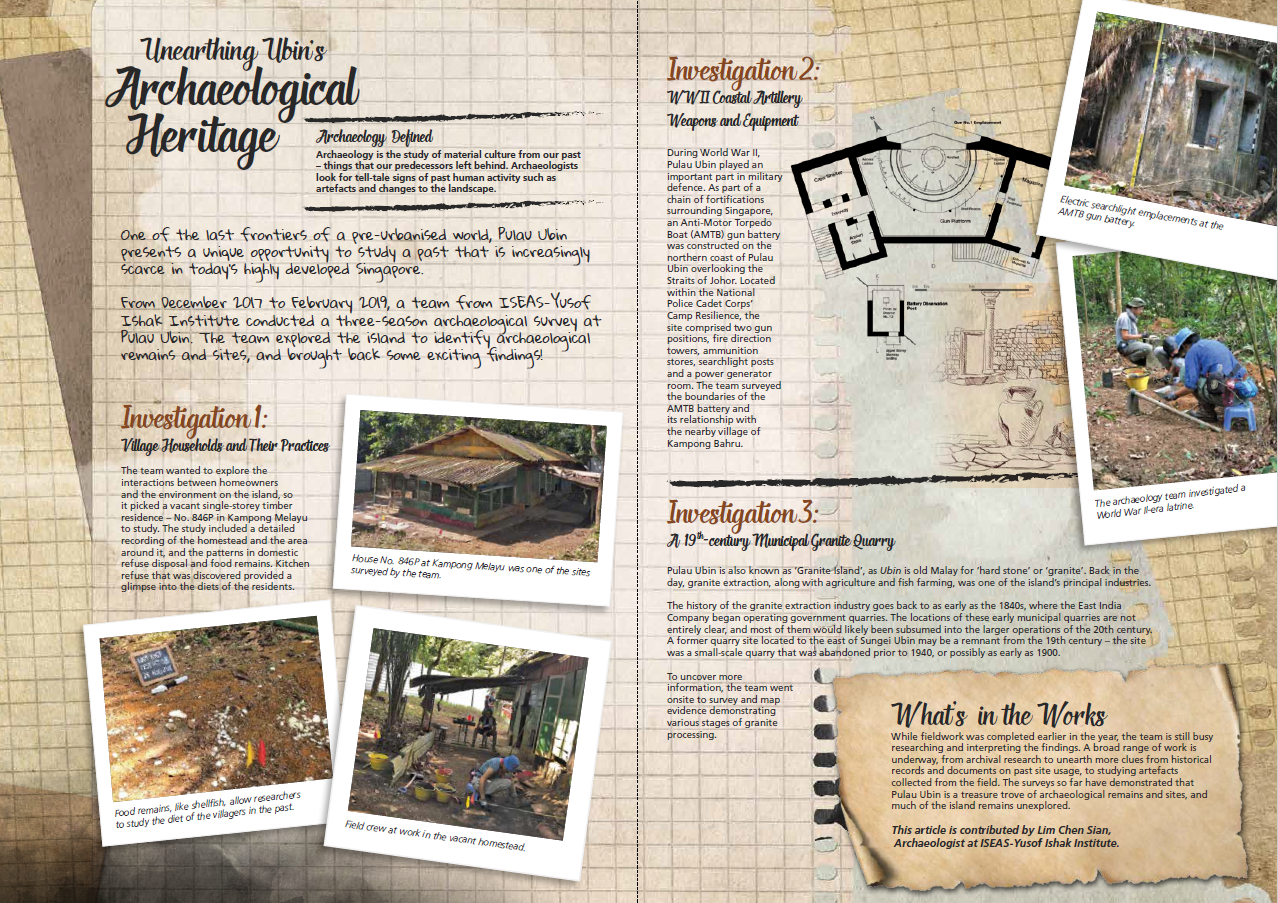 Unearthing Ubin's
Archaeological
Heritage
Archaeology Defined
Archaeology is the study of material culture from our past
– things that our predecessors left behind. Archaeologists
look for tell-tale signs of past human activity such as
artefacts and changes to the landscape.
One of the last frontiers of a pre-urbanised world, Pulau Ubin
presents a unique opportunity to study a past that is increasingly
scarce in today's highly developed Singapore.
From December 2017 to February 2019, a team from ISEAS-Yusof
Ishak Institute conducted a three-season archaeological survey at
Pulau Ubin. The team explored the island to identify archaeological
remains and sites, and brought back some exciting findings!
Investigation 1:
Village Households and Their Practices
The team wanted to explore the
interactions between homeowners
and the environment on the island, so
it picked a vacant single-storey timber
residence – No. 846P in Kampong Melayu
to study. The study included a detailed
recording of the homestead and the area
around it, and the patterns in domestic
refuse disposal and food remains. Kitchen
refuse that was discovered provided a
glimpse into the diets of the residents.
House No. 846P at Kampong Melayu was one of the sites
surveyed by the team.
Food remains, like shellfish, allow researchers
to study the diet of the villagers in the past.
Field crew at work in the vacant homestead.
Investigation 2:
WWII Coastal Artillery
Weapons and Equipment
During World War II,
Pulau Ubin played an
important part in military
defence. As part of a
chain of fortifications
surrounding Singapore,
an Anti-Motor Torpedo
Boat (AMTB) gun battery
was constructed on the
northern coast of Pulau
Ubin overlooking the
Straits of Johor. Located
within the National
Police Cadet Corps'
Camp Resilience, the
site comprised two gun
positions, fire direction
towers, ammunition
stores, searchlight posts
and a power generator
room. The team surveyed
the boundaries of the
AMTB battery and
its relationship with
the nearby village of
Kampong Bahru.
Gun No. 1 Emplacement
Gun Platform
Magazine
Battery Observation
Post
Electric searchlight emplacements at the
AMTB gun battery.
The archaeology team investigated a
World War II-era latrine.
Investigation 3:
A 19th-century Municipal Granite Quarry
Pulau Ubin is also known as 'Granite Island', as Ubin is old Malay for 'hard stone' or 'granite'. Back in the
day, granite extraction, along with agriculture and fish farming, was one of the island's principal industries.
The history of the granite extraction industry goes back to as early as the 1840s, where the East India
Company began operating government quarries. The locations of these early municipal quarries are not
entirely clear, and most of them would likely been subsumed into the larger operations of the 20th century.
A former quarry site located to the east of Sungei Ubin may be a remnant from the 19th century – the site
was a small-scale quarry that was abandoned prior to 1940, or possibly as early as 1900.
To uncover more
information, the team went
onsite to survey and map
evidence demonstrating
various stages of granite
processing.
What's in the Works
While fieldwork was completed earlier in the year, the team is still busy
researching and interpreting the findings. A broad range of work is
underway, from archival research to unearth more clues from historical
records and documents on past site usage, to studying artefacts
collected from the field. The surveys so far have demonstrated that
Pulau Ubin is a treasure trove of archaeological remains and sites, and
much of the island remains unexplored.
This article is contributed by Lim Chen Sian,
Archaeologist at ISEAS-Yusof Ishak Institute.